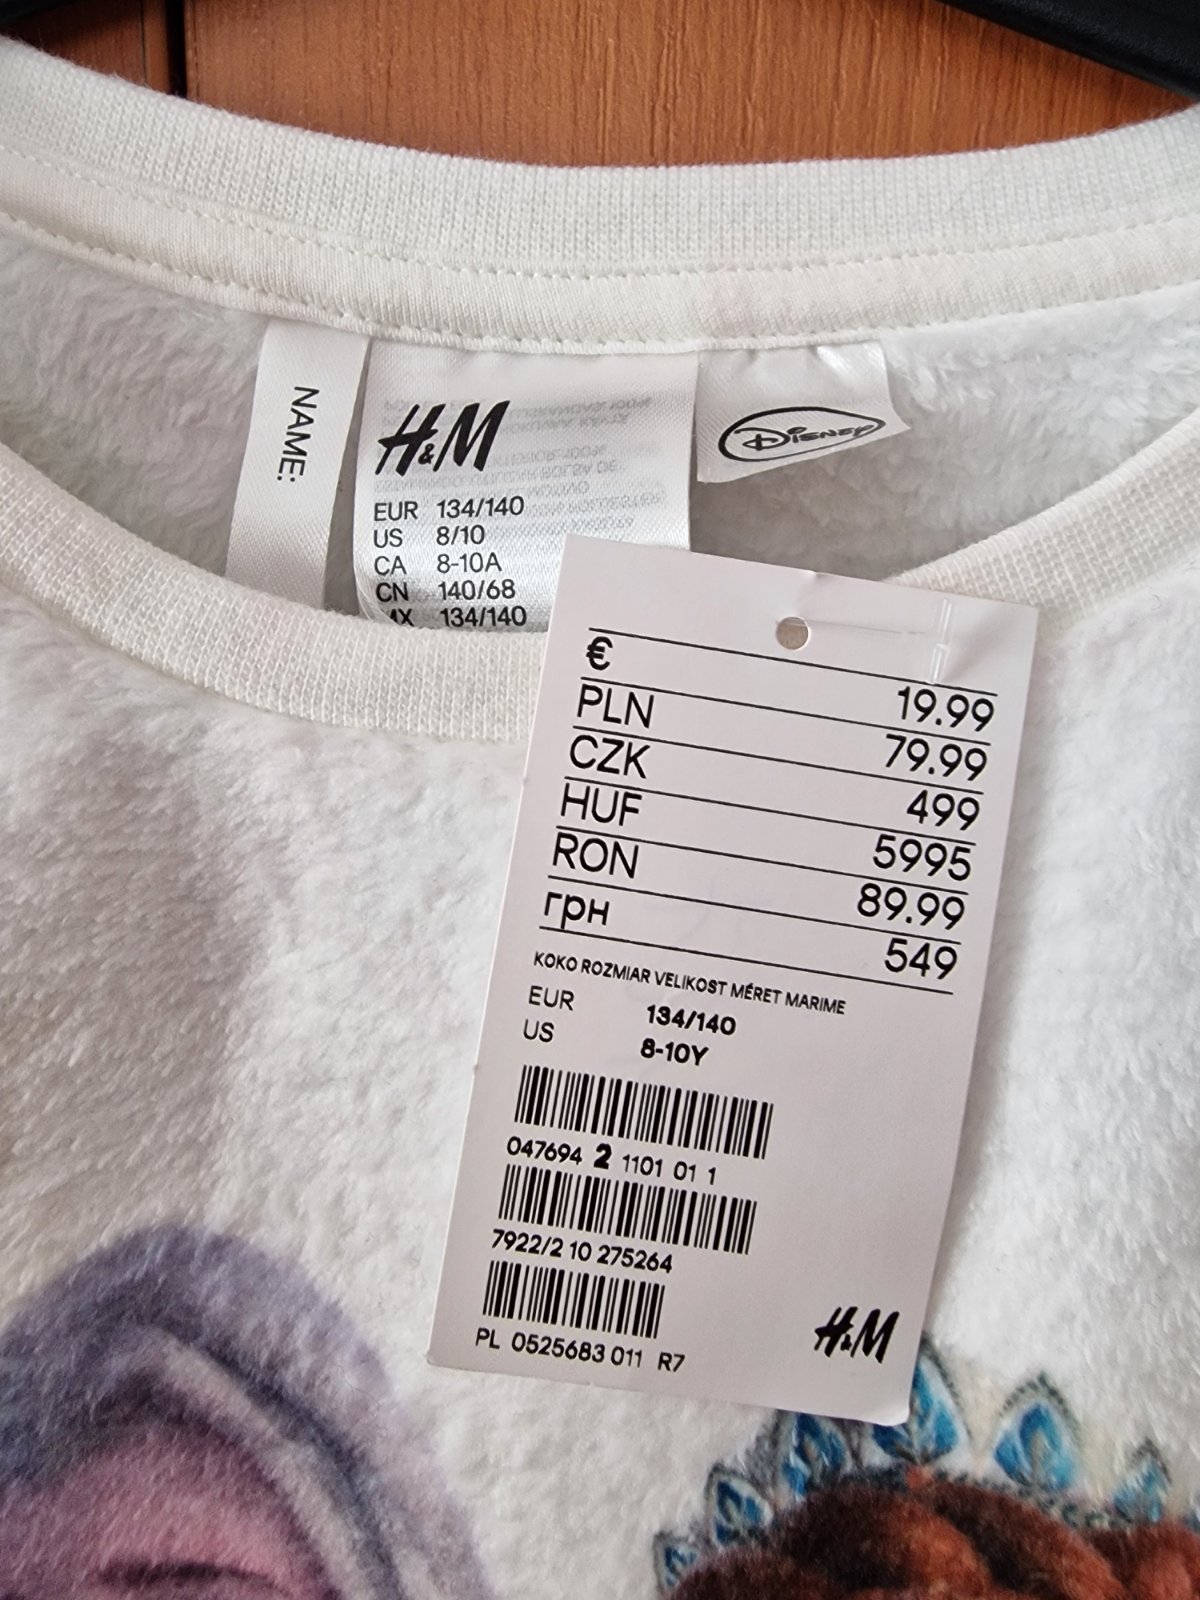 NAME:
H&M
EUR 134/140
US 8/10
CA 8-10A
CN 140/68
MX 134/140
Disney
€ 19.99
PLN 79.99
CZK 499
HUF 5995
RON 89.99
грн 549
KOKO ROZMIAR VELIKOST MÉRET MARIME
EUR 134/140
US 8-10Y
047694 2 1101 01 1
7922/2 10 275264
PL 0525683 011 R7
H&M